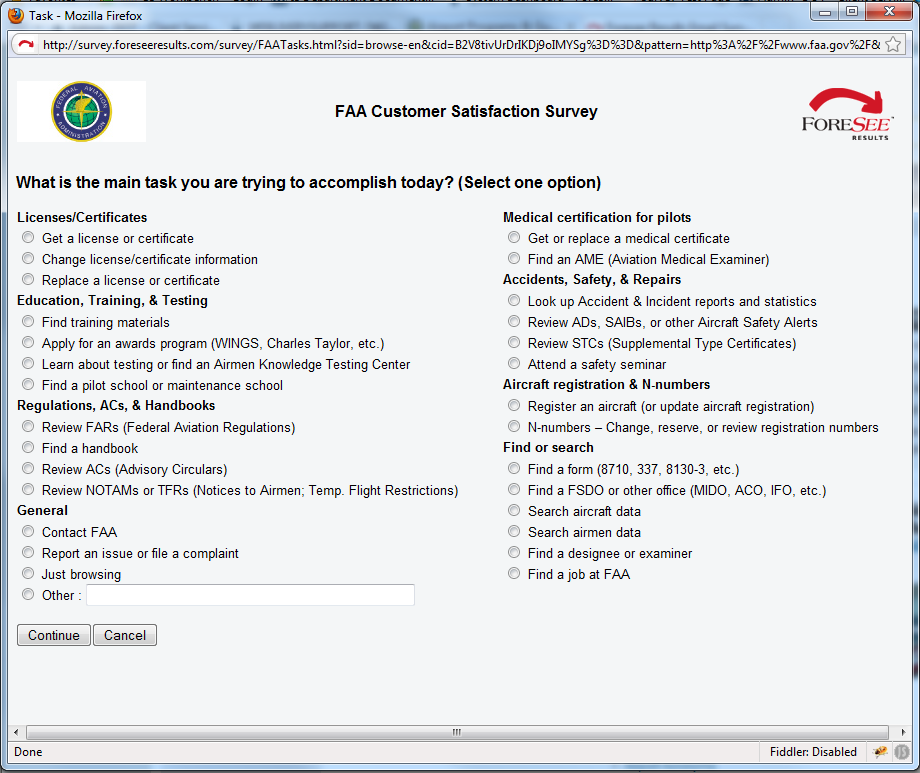 Task - Mozilla Firefox
http://survey.foreseeresults.com/survey/FAATasks.html?sid=browse-en&cid=B2V8tivUrDrIKDj9oIMYSg%3D%3D&pattern=http%3A%2F%2Fwww.faa.gov%2F&
FEDERAL AVIATION
ADMINISTRATION
FAA Customer Satisfaction Survey
FORESEE™
RESULTS
What is the main task you are trying to accomplish today? (Select one option)
Licenses/Certificates
Get a license or certificate
Change license/certificate information
Replace a license or certificate
Education, Training, & Testing
Find training materials
Apply for an awards program (WINGS, Charles Taylor, etc.)
Learn about testing or find an Airmen Knowledge Testing Center
Find a pilot school or maintenance school
Regulations, ACs, & Handbooks
Review FARs (Federal Aviation Regulations)
Find a handbook
Review ACs (Advisory Circulars)
Review NOTAMs or TFRs (Notices to Airmen; Temp. Flight Restrictions)
General
Contact FAA
Report an issue or file a complaint
Just browsing
Other :
Medical certification for pilots
Get or replace a medical certificate
Find an AME (Aviation Medical Examiner)
Accidents, Safety, & Repairs
Look up Accident & Incident reports and statistics
Review ADs, SAIBs, or other Aircraft Safety Alerts
Review STCs (Supplemental Type Certificates)
Attend a safety seminar
Aircraft registration & N-numbers
Register an aircraft (or update aircraft registration)
N-numbers – Change, reserve, or review registration numbers
Find or search
Find a form (8710, 337, 8130-3, etc.)
Find a FSDO or other office (MIDO, ACO, IFO, etc.)
Search aircraft data
Search airmen data
Find a designee or examiner
Find a job at FAA
Continue
Cancel
Done
Fiddler: Disabled